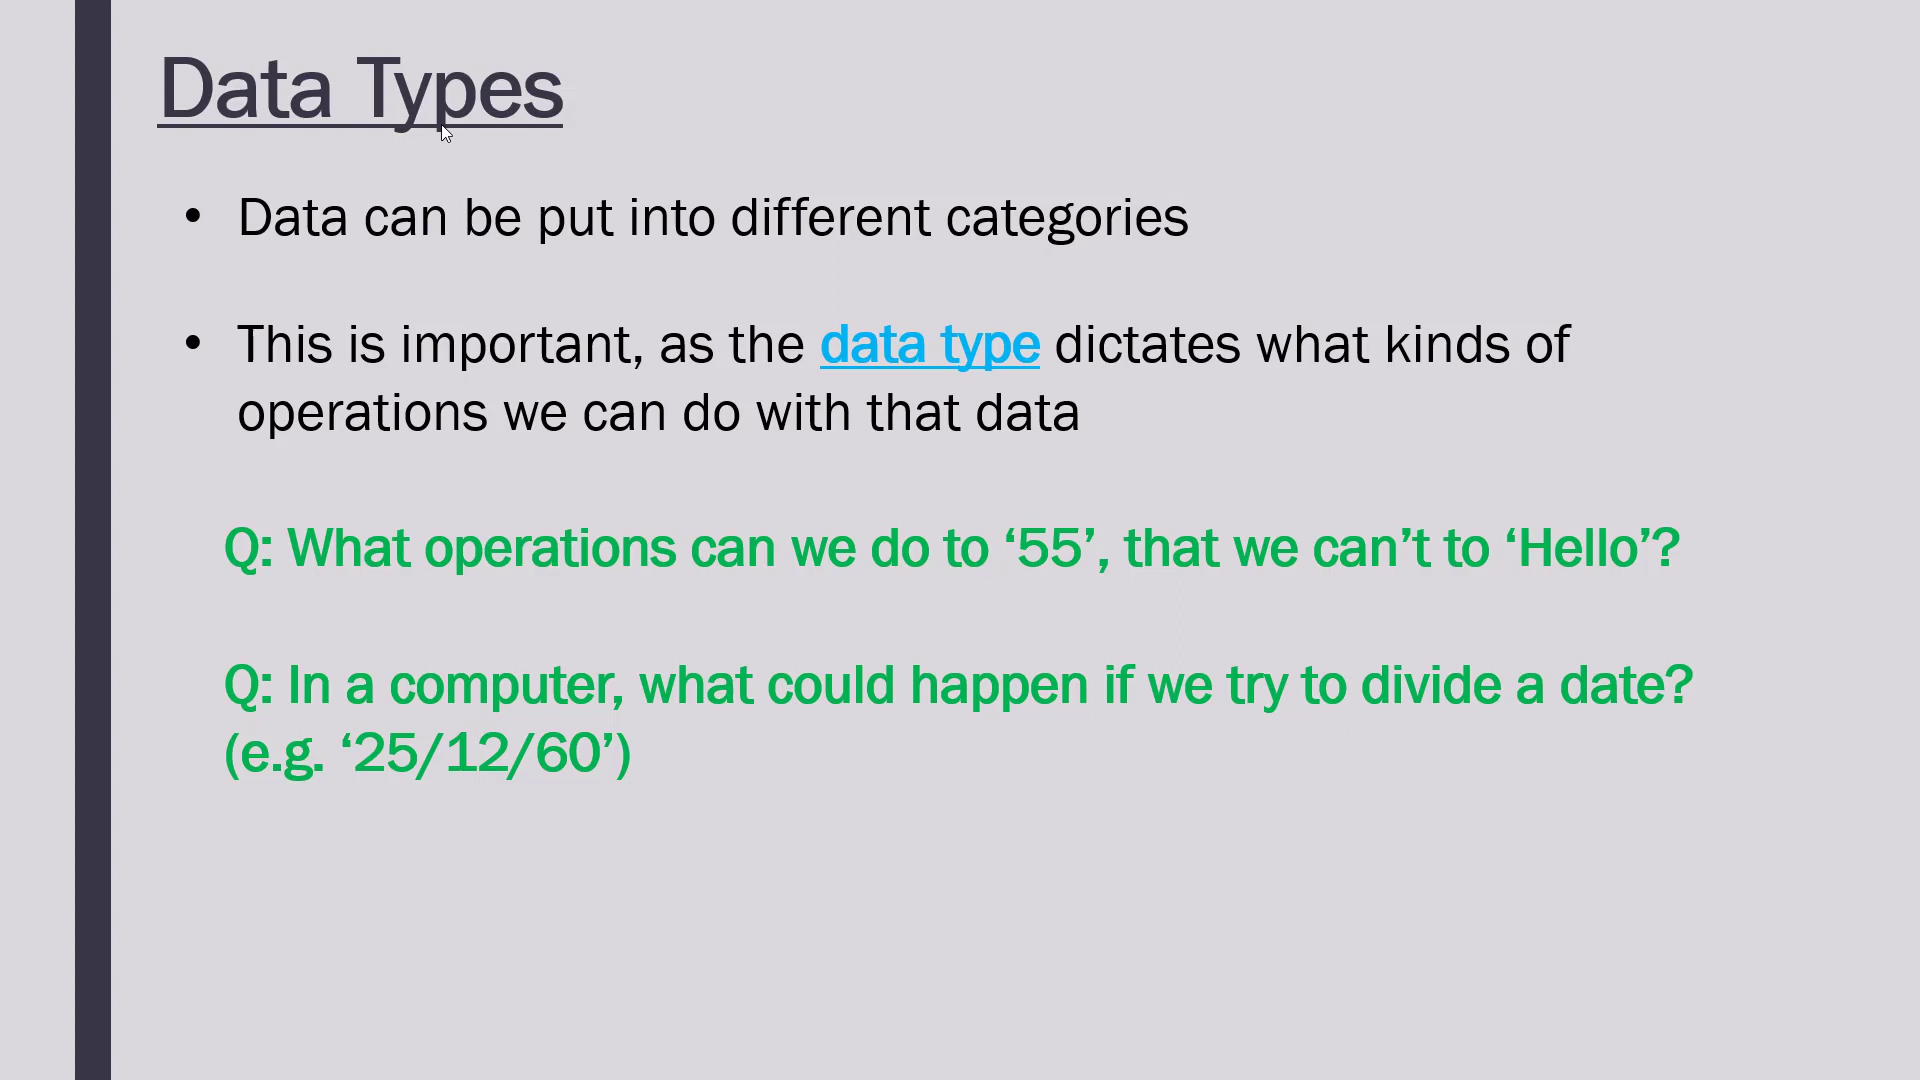 Data Types
• Data can be put into different categories
• This is important, as the data type dictates what kinds of
operations we can do with that data
Q: What operations can we do to ‘55’, that we can’t to ‘Hello’?
Q: In a computer, what could happen if we try to divide a date?
(e.g. ‘25/12/60’)